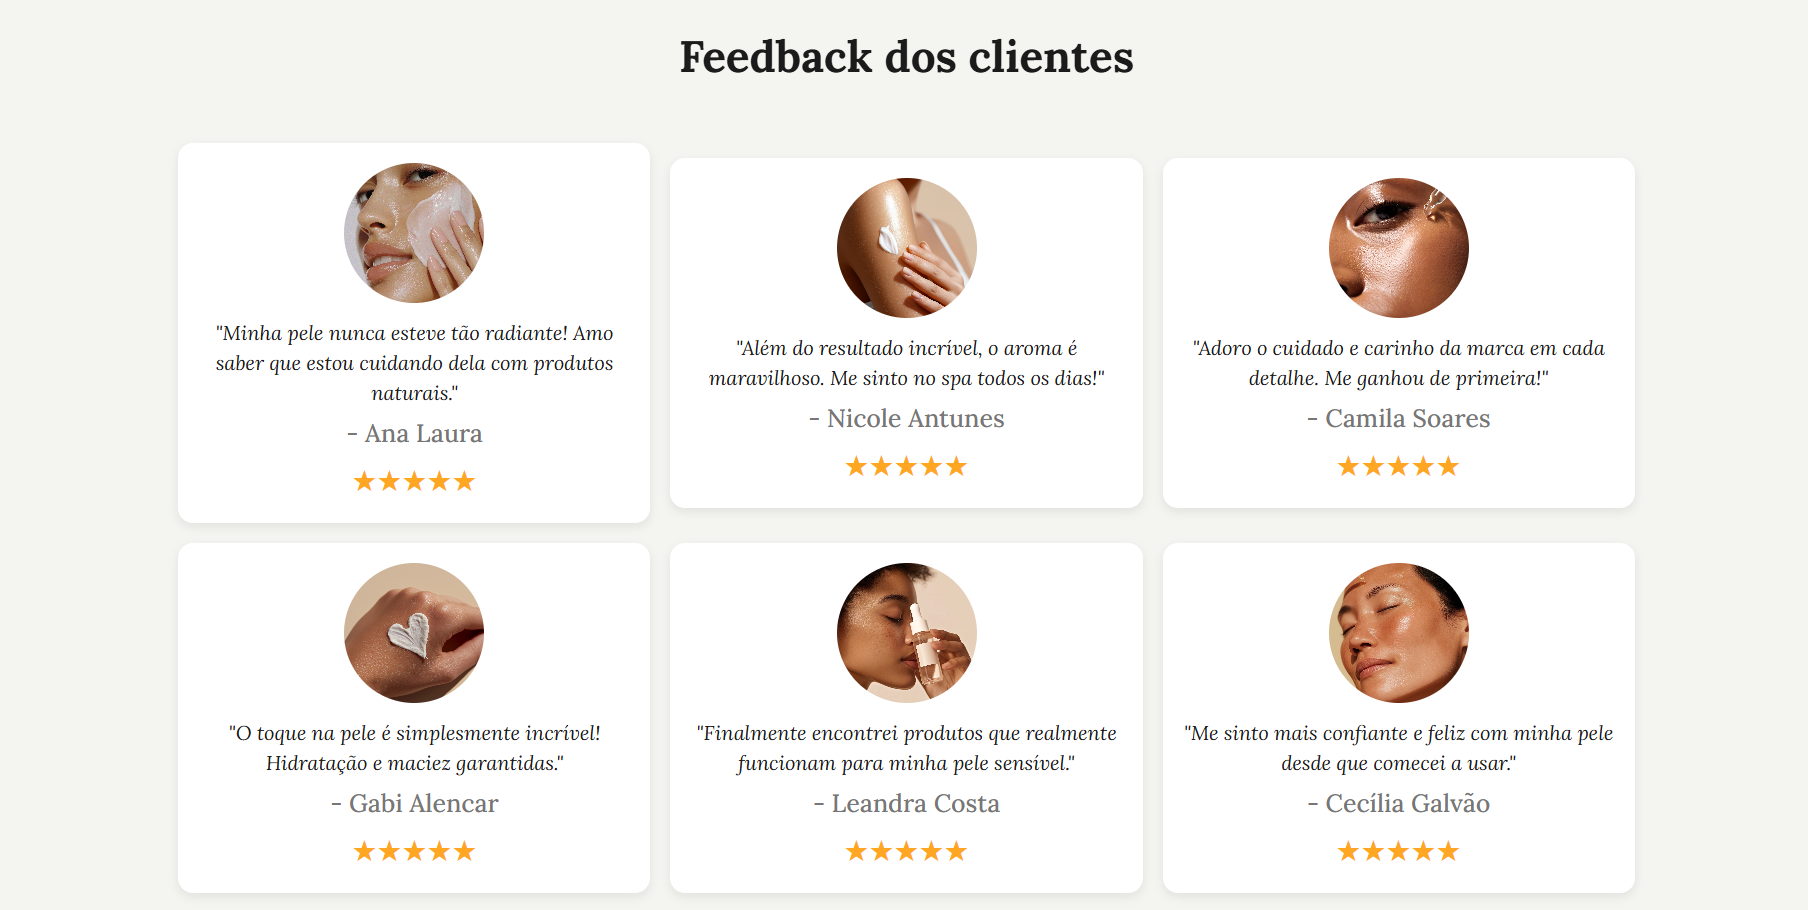 Feedback dos clientes
"Minha pele nunca esteve tão radiante! Amo
saber que estou cuidando dela com produtos
naturais."
- Ana Laura
★★★★★
"Além do resultado incrível, o aroma é
maravilhoso. Me sinto no spa todos os dias!"
- Nicole Antunes
★★★★★
"Adoro o cuidado e carinho da marca em cada
detalhe. Me ganhou de primeira!"
- Camila Soares
★★★★★
"O toque na pele é simplesmente incrível!
Hidratação e maciez garantidas."
- Gabi Alencar
★★★★★
"Finalmente encontrei produtos que realmente
funcionam para minha pele sensível."
- Leandra Costa
★★★★★
"Me sinto mais confiante e feliz com minha pele
desde que comecei a usar."
- Cecília Galvão
★★★★★